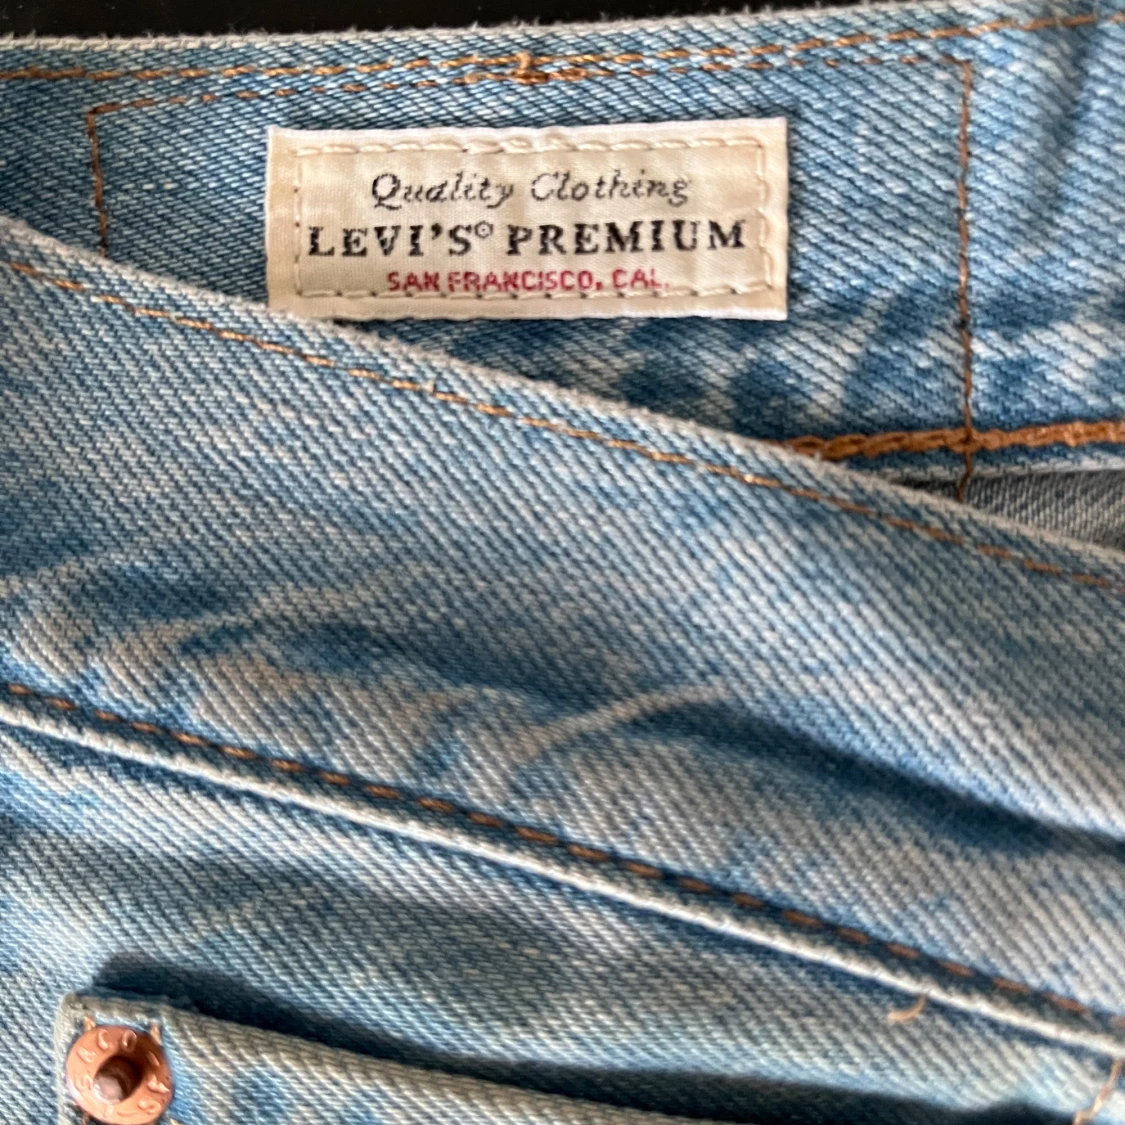 Quality Clothing
LEVI'S® PREMIUM
SAN FRANCISCO, CAL.